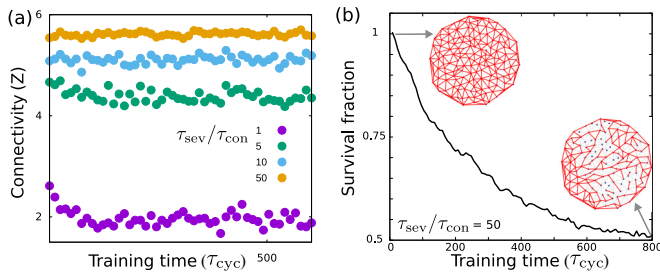 (a)
6
4
2
Connectivity (Z)
τsev/τcon
1
5
10
50
500
Training time (τcyc)
(b)
1
0.75
0.5
Survival fraction
τsev/τcon = 50
0
200
400
600
800
Training time (τcyc)